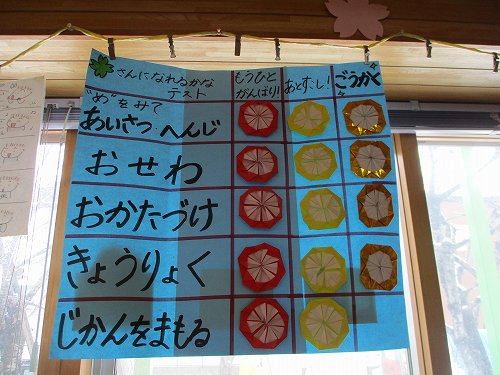 さんになれるかな
テスト
もうひと
がんばり!
あとすこし!
ごうかく
"め"をみて
あいさつ・へんじ
おせわ
おかたづけ
きょうりょく
じかんをまもる